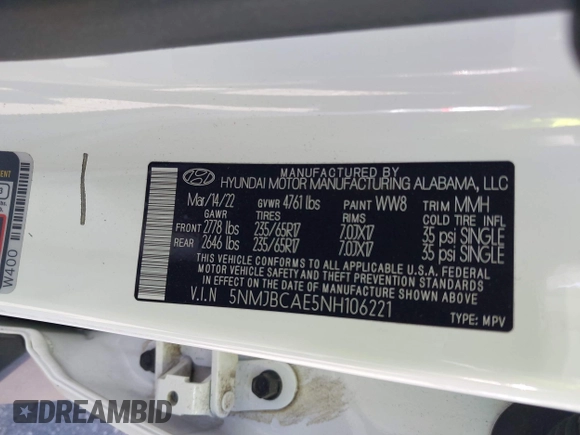 MANUFACTURED BY
HYUNDAI MOTOR MANUFACTURING ALABAMA, LLC
Mar/14/22 GVWR 4761 lbs PAINT WW8 TRIM MMH
GAWR TIRES RIMS COLD TIRE INFL
FRONT 2778 lbs 235/65R17 7.0JX17 35 psi SINGLE
REAR 2646 lbs 235/65R17 7.0JX17 35 psi SINGLE
THIS VEHICLE CONFORMS TO ALL APPLICABLE U.S. FEDERAL
MOTOR VEHICLE SAFETY, AND THEFT PREVENTION STANDARDS
IN EFFECT ON THE DATE OF MANUFACTURE SHOWN ABOVE.
V.I.N 5NMJBCAE5NH106221
TYPE: MPV
W400
DREAMBID